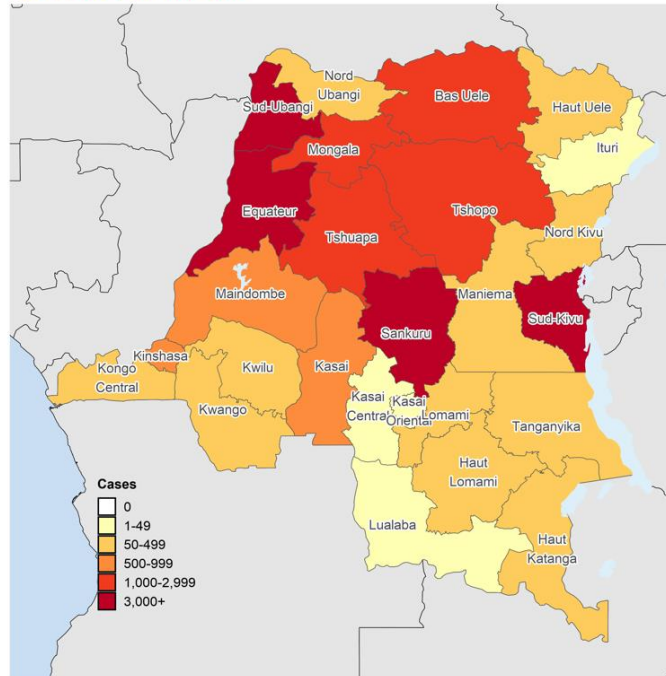 Nord
Ubangi
Sud-Ubangi
Bas Uele
Haut Uele
Ituri
Mongala
Equateur
Tshopo
Tshuapa
Nord Kivu
Maindombe
Maniema
Sud-Kivu
Sankuru
Kinshasa
Kongo
Central
Kwilu
Kasai
Kwango
Kasai
Central
Kasai
Oriental
Lomami
Tanganyika
Haut
Lomami
Lualaba
Haut
Katanga
Cases
0
1-49
50-499
500-999
1,000-2,999
3,000+